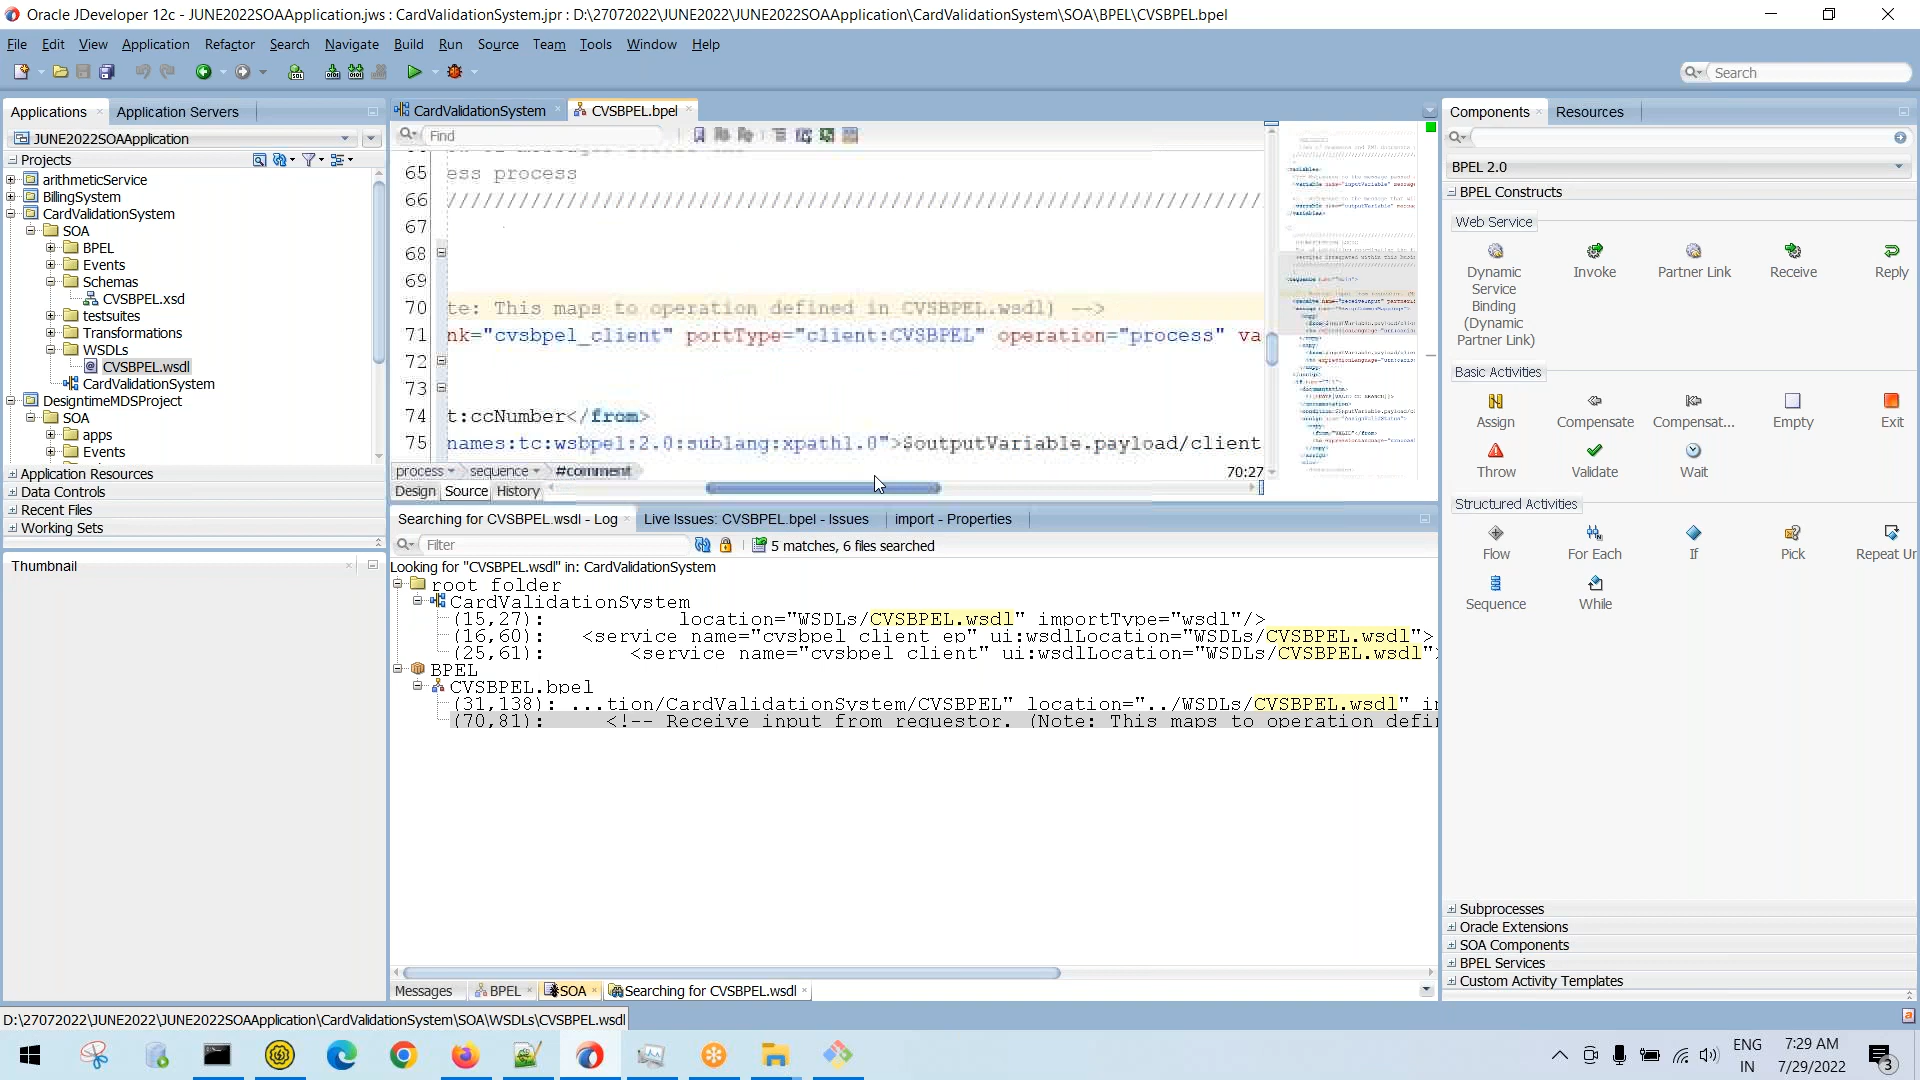 Oracle JDeveloper 12c - JUNE2022SOAApplication.jws : CardValidationSystem.jpr : D:\27072022\JUNE2022\JUNE2022SOAApplication\CardValidationSystem\SOA\BPEL\CVSBPEL.bpel
File Edit View Application Refactor Search Navigate Build Run Source Team Tools Window Help
Search
Applications Application Servers
JUNE2022SOAApplication
Projects
arithmeticService
BillingSystem
CardValidationSystem
SOA
BPEL
Events
Schemas
CVSBPEL.xsd
testsuites
Transformations
WSDLs
CVSBPEL.wsdl
CardValidationSystem
DesigntimeMDSProject
SOA
apps
Events
Application Resources
Data Controls
Recent Files
Working Sets
Thumbnail
CardValidationSystem CVSBPEL.bpel
Find
65 ess process
66 ////////////////////////////////////////////////////////////////////
67
68
69
70 te: This maps to operation defined in CVSBPEL.wsdl) -->
71 nk="cvsbpel_client" portType="client:CVSBPEL" operation="process" va
72
73
74 t:ccNumber</from>
75 names:tc:wsbpel:2.0:sublang:xpath1.0">$outputVariable.payload/client
process sequence #comment 70:27
Design Source History
Searching for CVSBPEL.wsdl - Log Live Issues: CVSBPEL.bpel - Issues import - Properties
Filter 5 matches, 6 files searched
Looking for "CVSBPEL.wsdl" in: CardValidationSystem
root folder
CardValidationSystem
(15,27): location="WSDLs/CVSBPEL.wsdl" importType="wsdl"/>
(16,60): <service name="cvsbpel_client_ep" ui:wsdlLocation="WSDLs/CVSBPEL.wsdl">
(25,61): <service name="cvsbpel_client" ui:wsdlLocation="WSDLs/CVSBPEL.wsdl">
BPEL
CVSBPEL.bpel
(31,138): ...tion/CardValidationSystem/CVSBPEL" location="../WSDLs/CVSBPEL.wsdl" in
(70,81): <!-- Receive input from requestor. (Note: This maps to operation defin
Messages BPEL SOA Searching for CVSBPEL.wsdl
Components Resources
BPEL 2.0
BPEL Constructs
Web Service
Dynamic Service Binding (Dynamic Partner Link)
Invoke
Partner Link
Receive
Reply
Basic Activities
Assign
Compensate
Compensat...
Empty
Exit
Throw
Validate
Wait
Structured Activities
Flow
For Each
If
Pick
Repeat Un
Sequence
While
Subprocesses
Oracle Extensions
SOA Components
BPEL Services
Custom Activity Templates
D:\27072022\JUNE2022\JUNE2022SOAApplication\CardValidationSystem\SOA\WSDLs\CVSBPEL.wsdl
ENG
IN
7:29 AM
7/29/2022
3